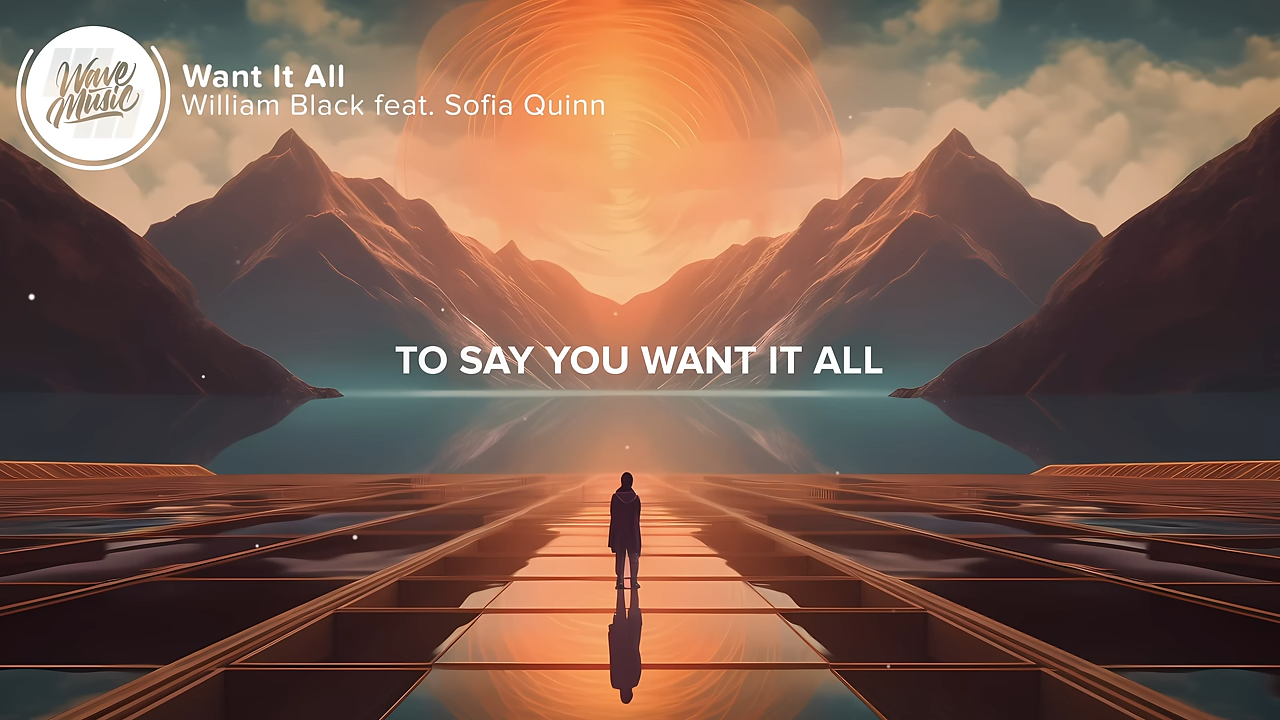 Wave
Music
Want It All
William Black feat. Sofia Quinn
TO SAY YOU WANT IT ALL